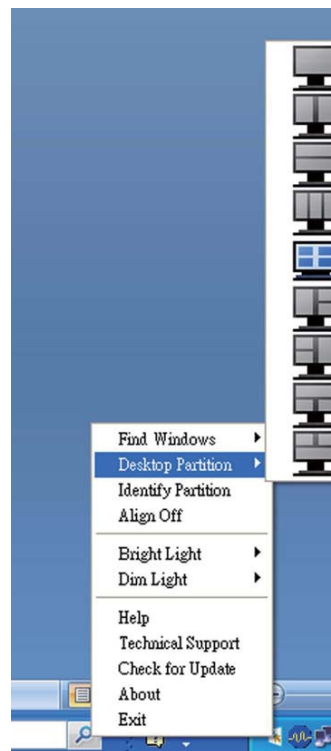 Find Windows
Desktop Partition
Identify Partition
Align Off
Bright Light
Dim Light
Help
Technical Support
Check for Update
About
Exit